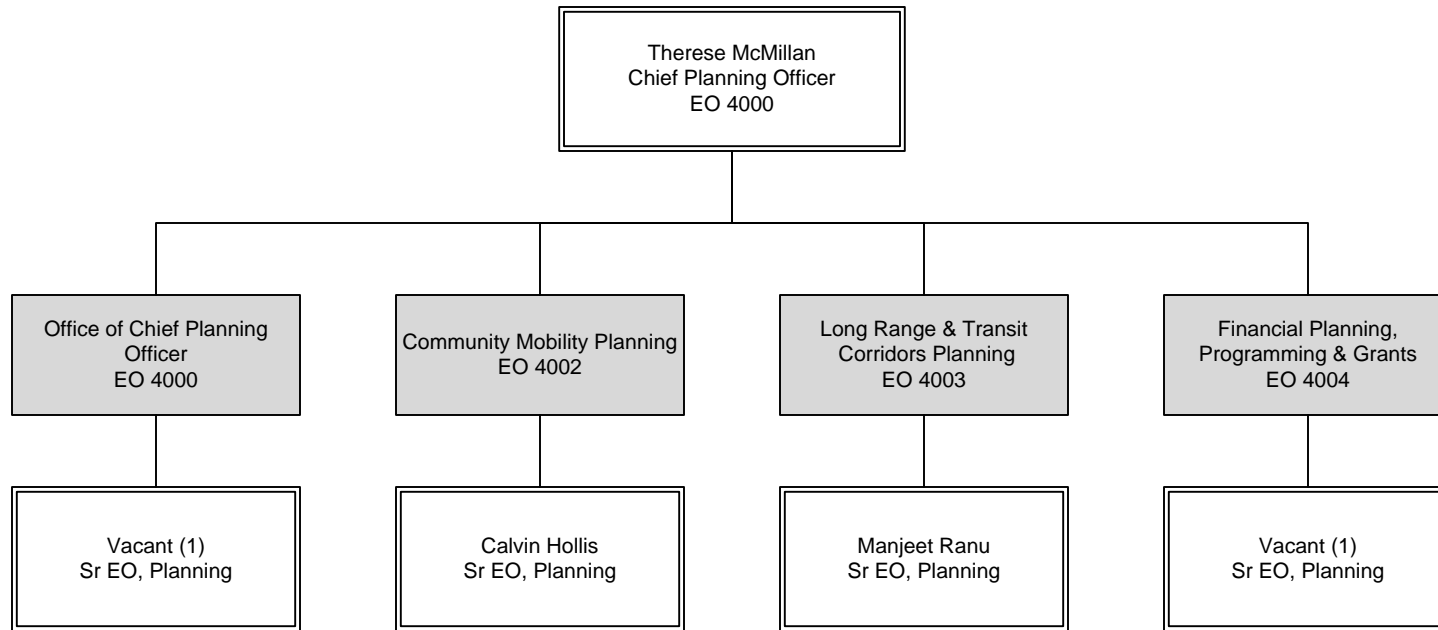 Therese McMillan
Chief Planning Officer
EO 4000
Office of Chief Planning
Officer
EO 4000
Community Mobility Planning
EO 4002
Long Range & Transit
Corridors Planning
EO 4003
Financial Planning,
Programming & Grants
EO 4004
Vacant (1)
Sr EO, Planning
Calvin Hollis
Sr EO, Planning
Manjeet Ranu
Sr EO, Planning
Vacant (1)
Sr EO, Planning